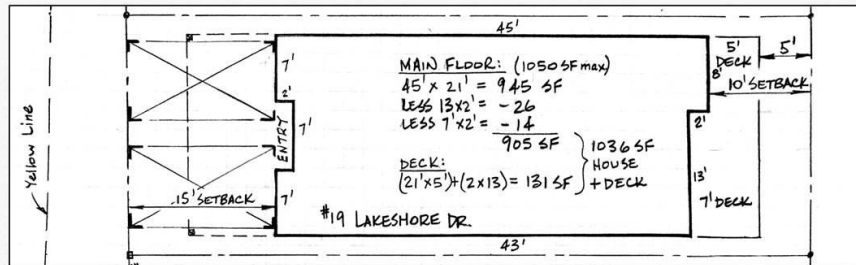 45'
5'
DECK
5'
8'
10' SETBACK
7'
2'
7'
ENTRY
7'
MAIN FLOOR: (1050 SF max)
45' x 21' = 945 SF
LESS 13x2' = -26
LESS 7'x2' = -14
905 SF
1036 SF
HOUSE
+ DECK
DECK:
(21'x5')+(2x13) = 131 SF
2'
13'
7' DECK
15' SETBACK
#19 LAKESHORE DR.
43'
Yellow Line